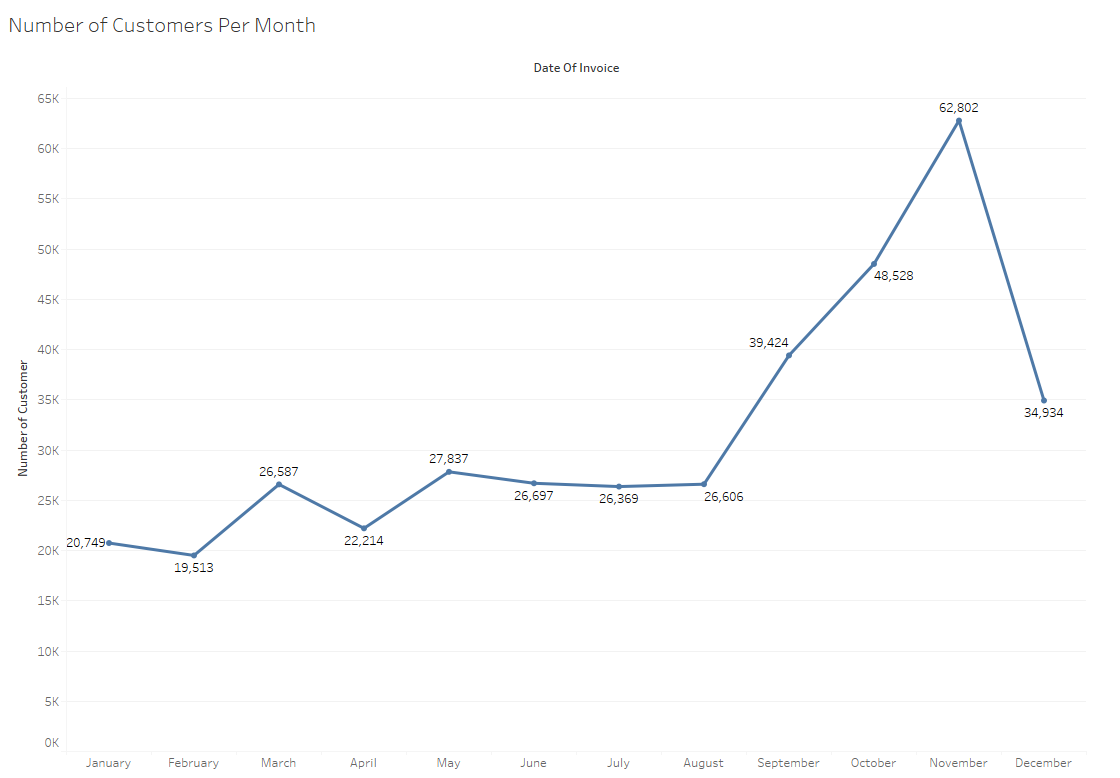 Number of Customers Per Month
Date Of Invoice
65K
60K
55K
50K
45K
40K
35K
30K
25K
20K
15K
10K
5K
0K
Number of Customer
20,749
19,513
26,587
22,214
27,837
26,697
26,369
26,606
39,424
48,528
62,802
34,934
January February March April May June July August September October November December